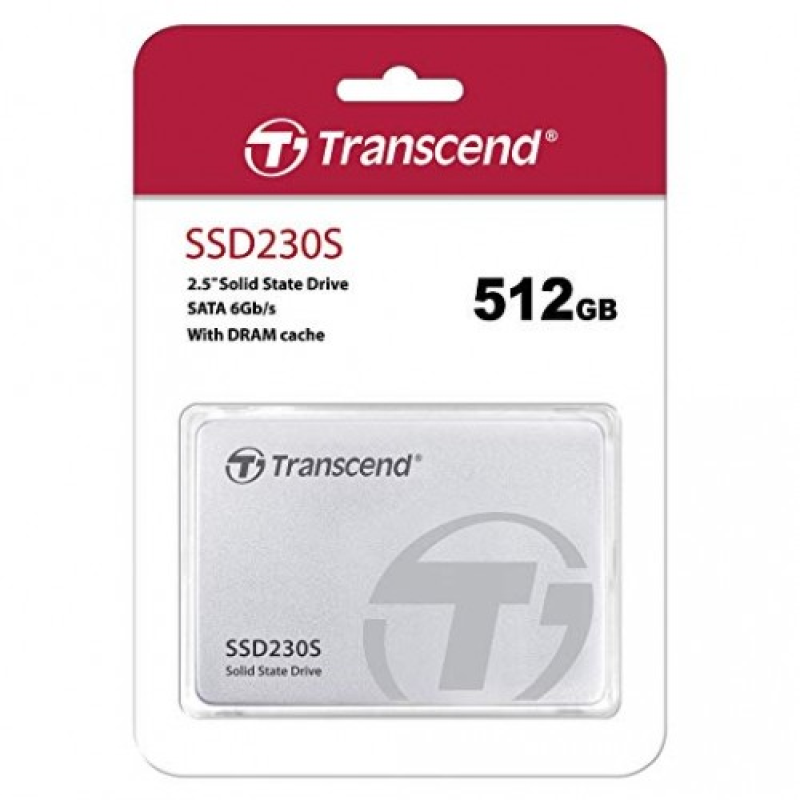 Transcend®
SSD230S
2.5" Solid State Drive
SATA 6Gb/s
With DRAM cache
512GB
Transcend®
SSD230S
Solid State Drive